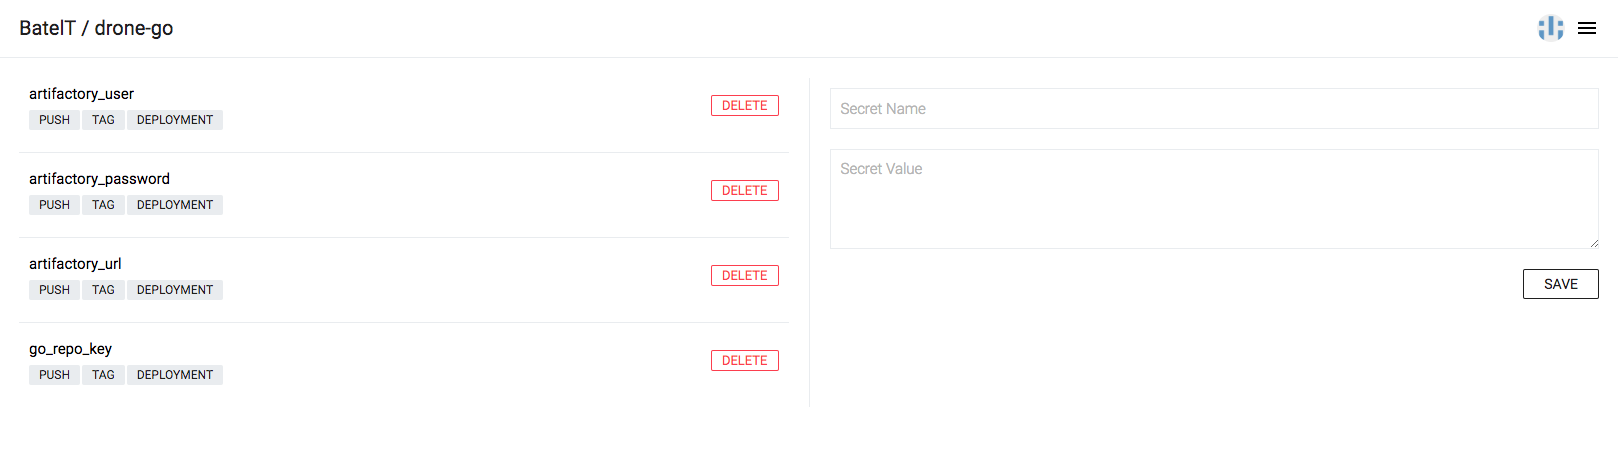 BatelT / drone-go
artifactory_user
PUSH TAG DEPLOYMENT
DELETE
artifactory_password
PUSH TAG DEPLOYMENT
DELETE
artifactory_url
PUSH TAG DEPLOYMENT
DELETE
go_repo_key
PUSH TAG DEPLOYMENT
DELETE
Secret Name
Secret Value
SAVE